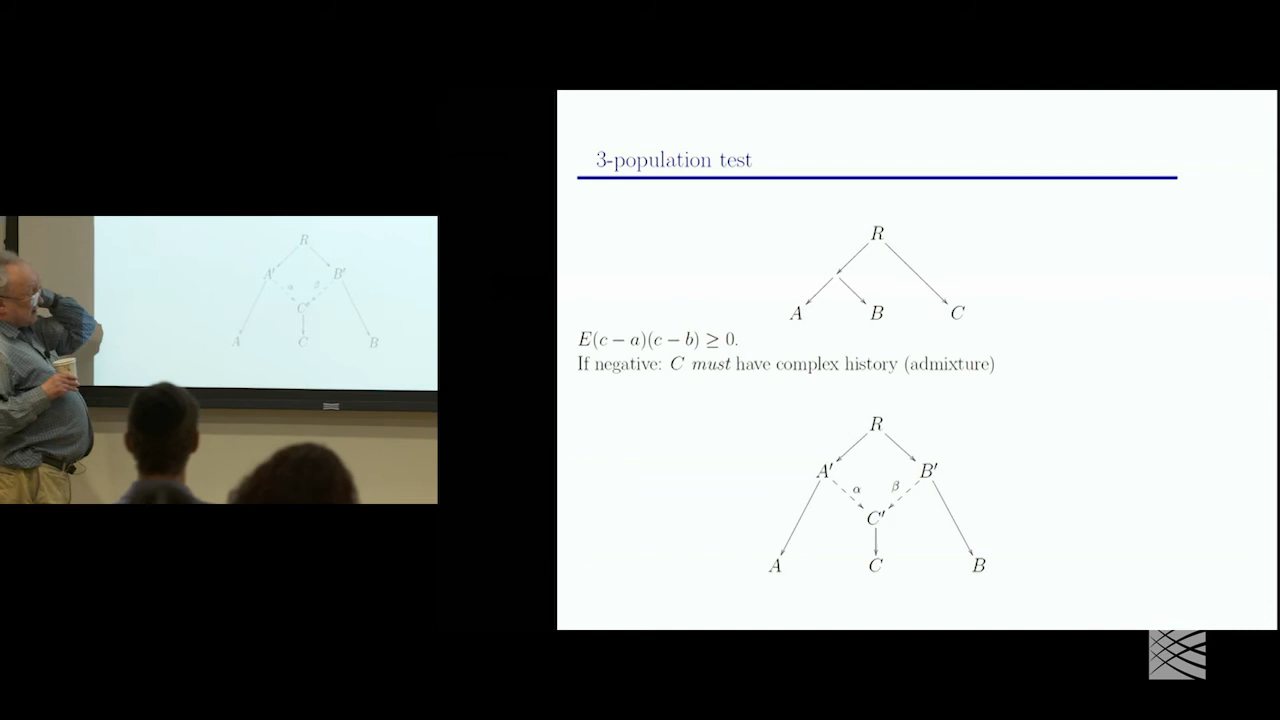 3-population test
R
A B C
E(c − a)(c − b) ≥ 0.
If negative: C must have complex history (admixture)
R
A′ B′
α β
C′
A C B
R
A′ B′
α β
C′
A C B